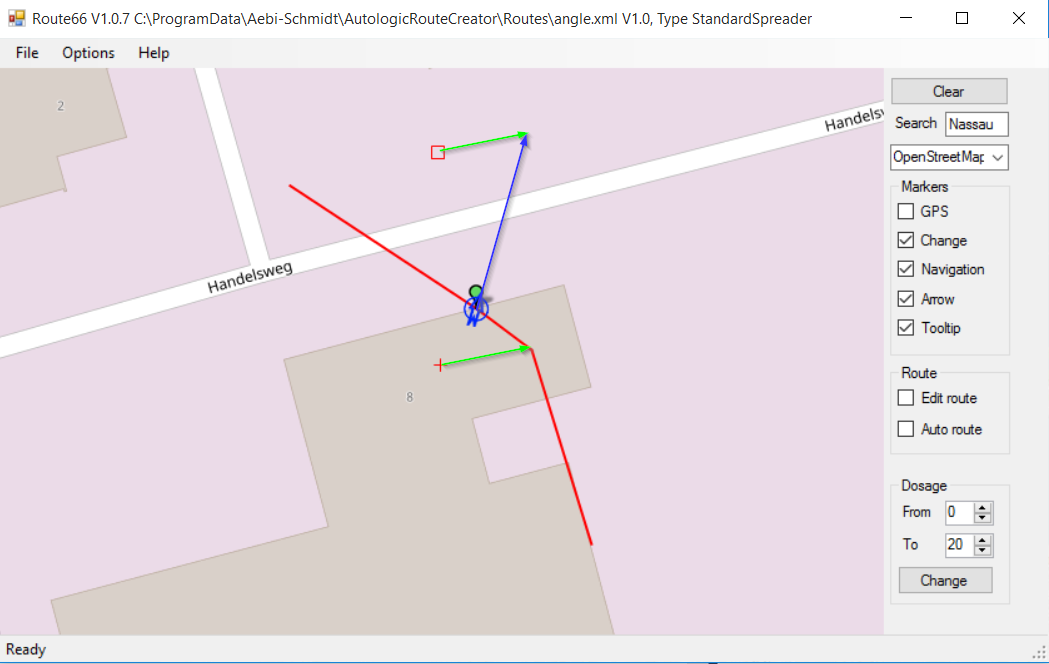 Route66 V1.0.7 C:\ProgramData\Aebi-Schmidt\AutologicRouteCreator\Routes\angle.xml V1.0, Type StandardSpreader
File Options Help
2
Handelsweg
Handelsw
8
Clear
Search Nassau
OpenStreetMap
Markers
GPS
Change
Navigation
Arrow
Tooltip
Route
Edit route
Auto route
Dosage
From 0
To 20
Change
Ready